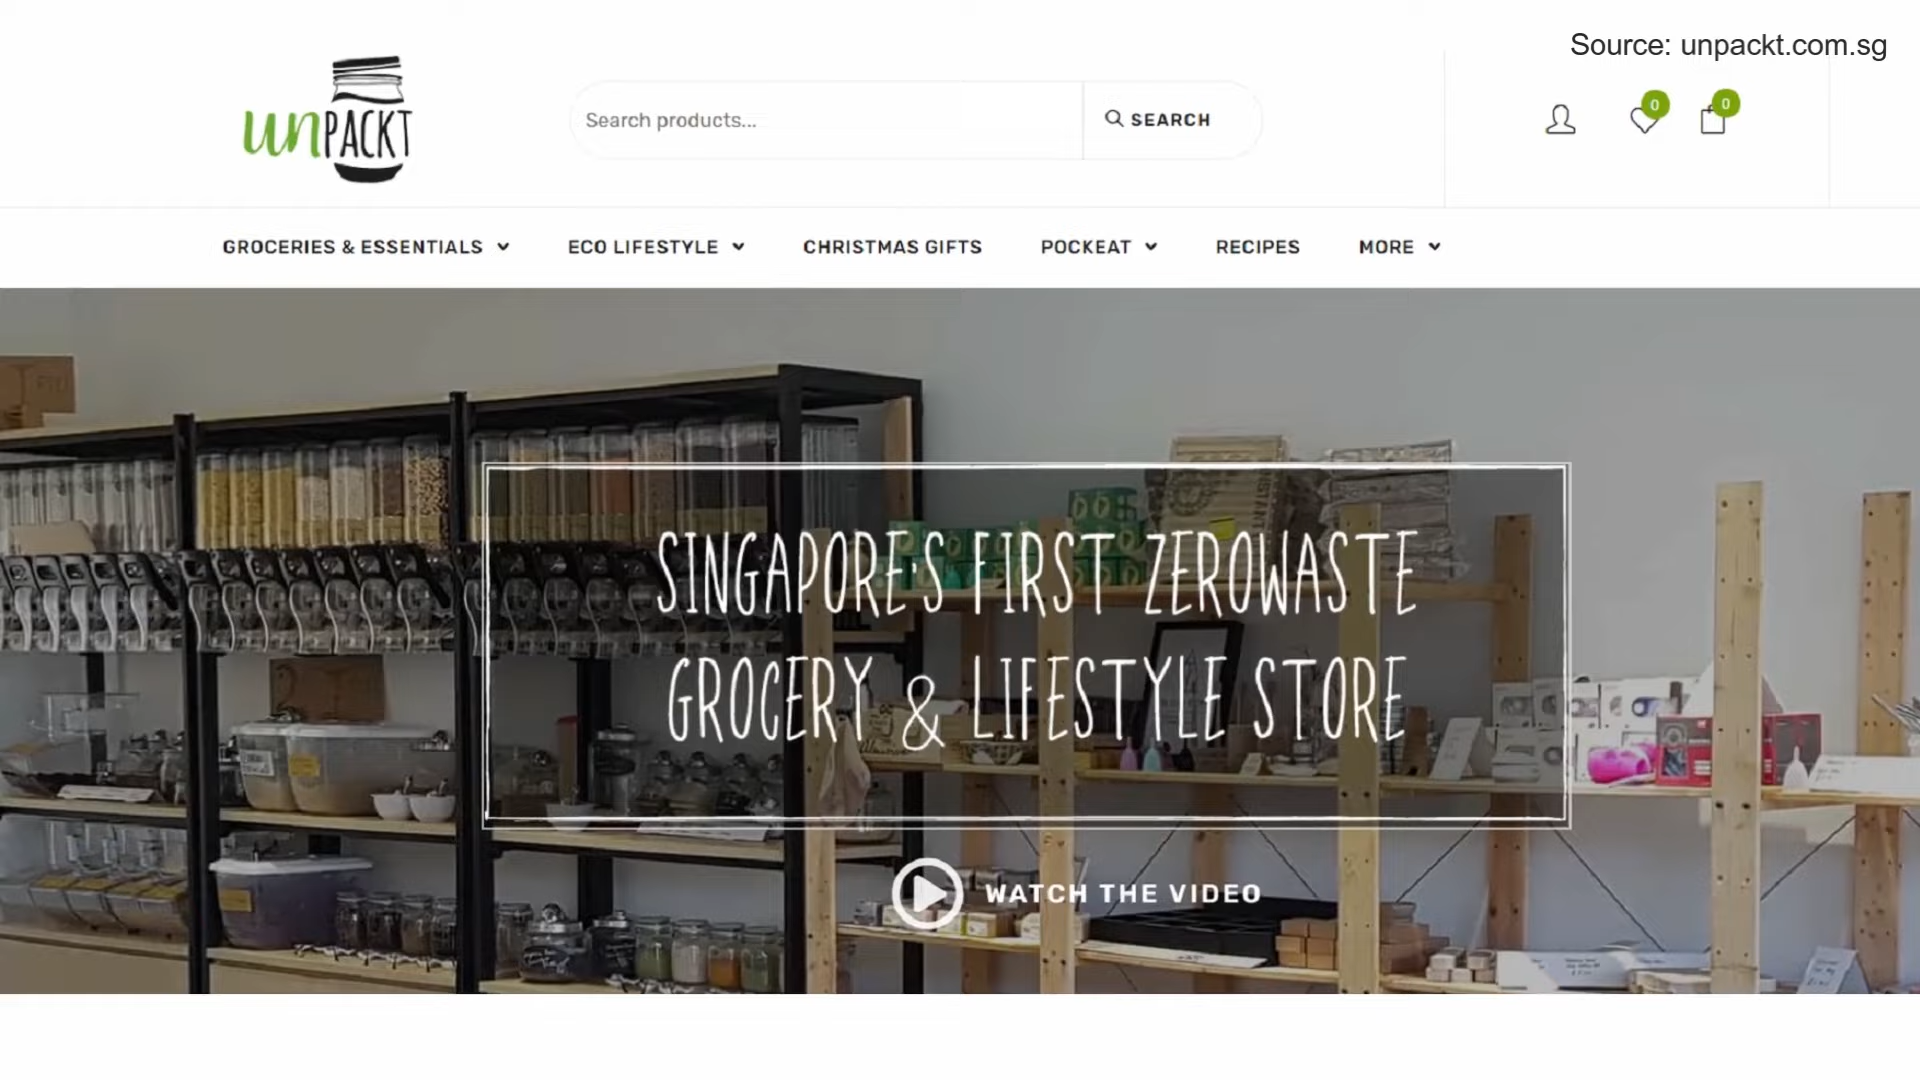 Source: unpackt.com.sg
unPACKT
Search products...
SEARCH
0
0
GROCERIES & ESSENTIALS
ECO LIFESTYLE
CHRISTMAS GIFTS
POCKEAT
RECIPES
MORE
SINGAPORE'S FIRST ZEROWASTE
GROCERY & LIFESTYLE STORE
WATCH THE VIDEO